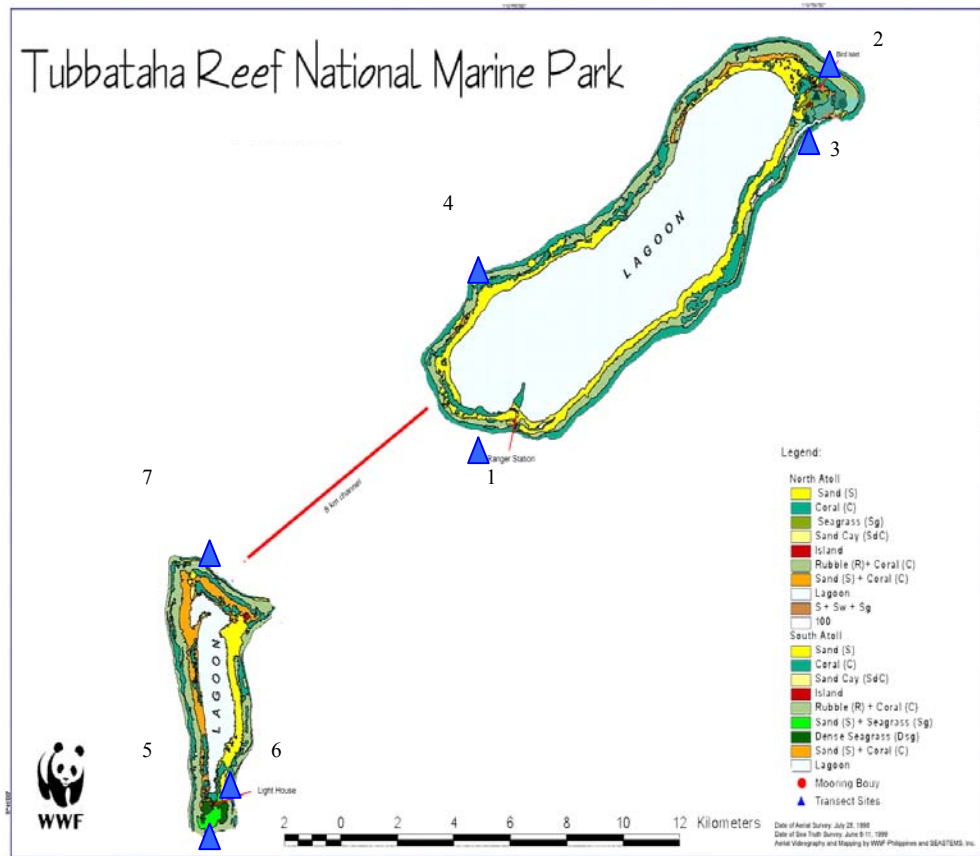 Tubbataha Reef National Marine Park
2
Bird Islet
3
4
LAGOON
Ranger Station
1
8 km channel
7
LAGOON
5
6
Light House
WWF
2 0 2 4 6 8 10 12 Kilometers
Legend:
North Atoll
Sand (S)
Coral (C)
Seagrass (Sg)
Sand Cay (SdC)
Island
Rubble (R)+ Coral (C)
Sand (S) + Coral (C)
Lagoon
S + Sw + Sg
100
South Atoll
Sand (S)
Coral (C)
Sand Cay (SdC)
Island
Rubble (R) + Coral (C)
Sand (S) + Seagrass (Sg)
Dense Seagrass (Dsg)
Sand (S) + Coral (C)
Lagoon
Mooring Bouy
Transect Sites
Date of Aerial Survey: July 28, 1998
Date of Sea Truth Survey: June 8-11, 1999
Aerial Videography and Mapping by WWF-Philippines and SEASTEMS, Inc.